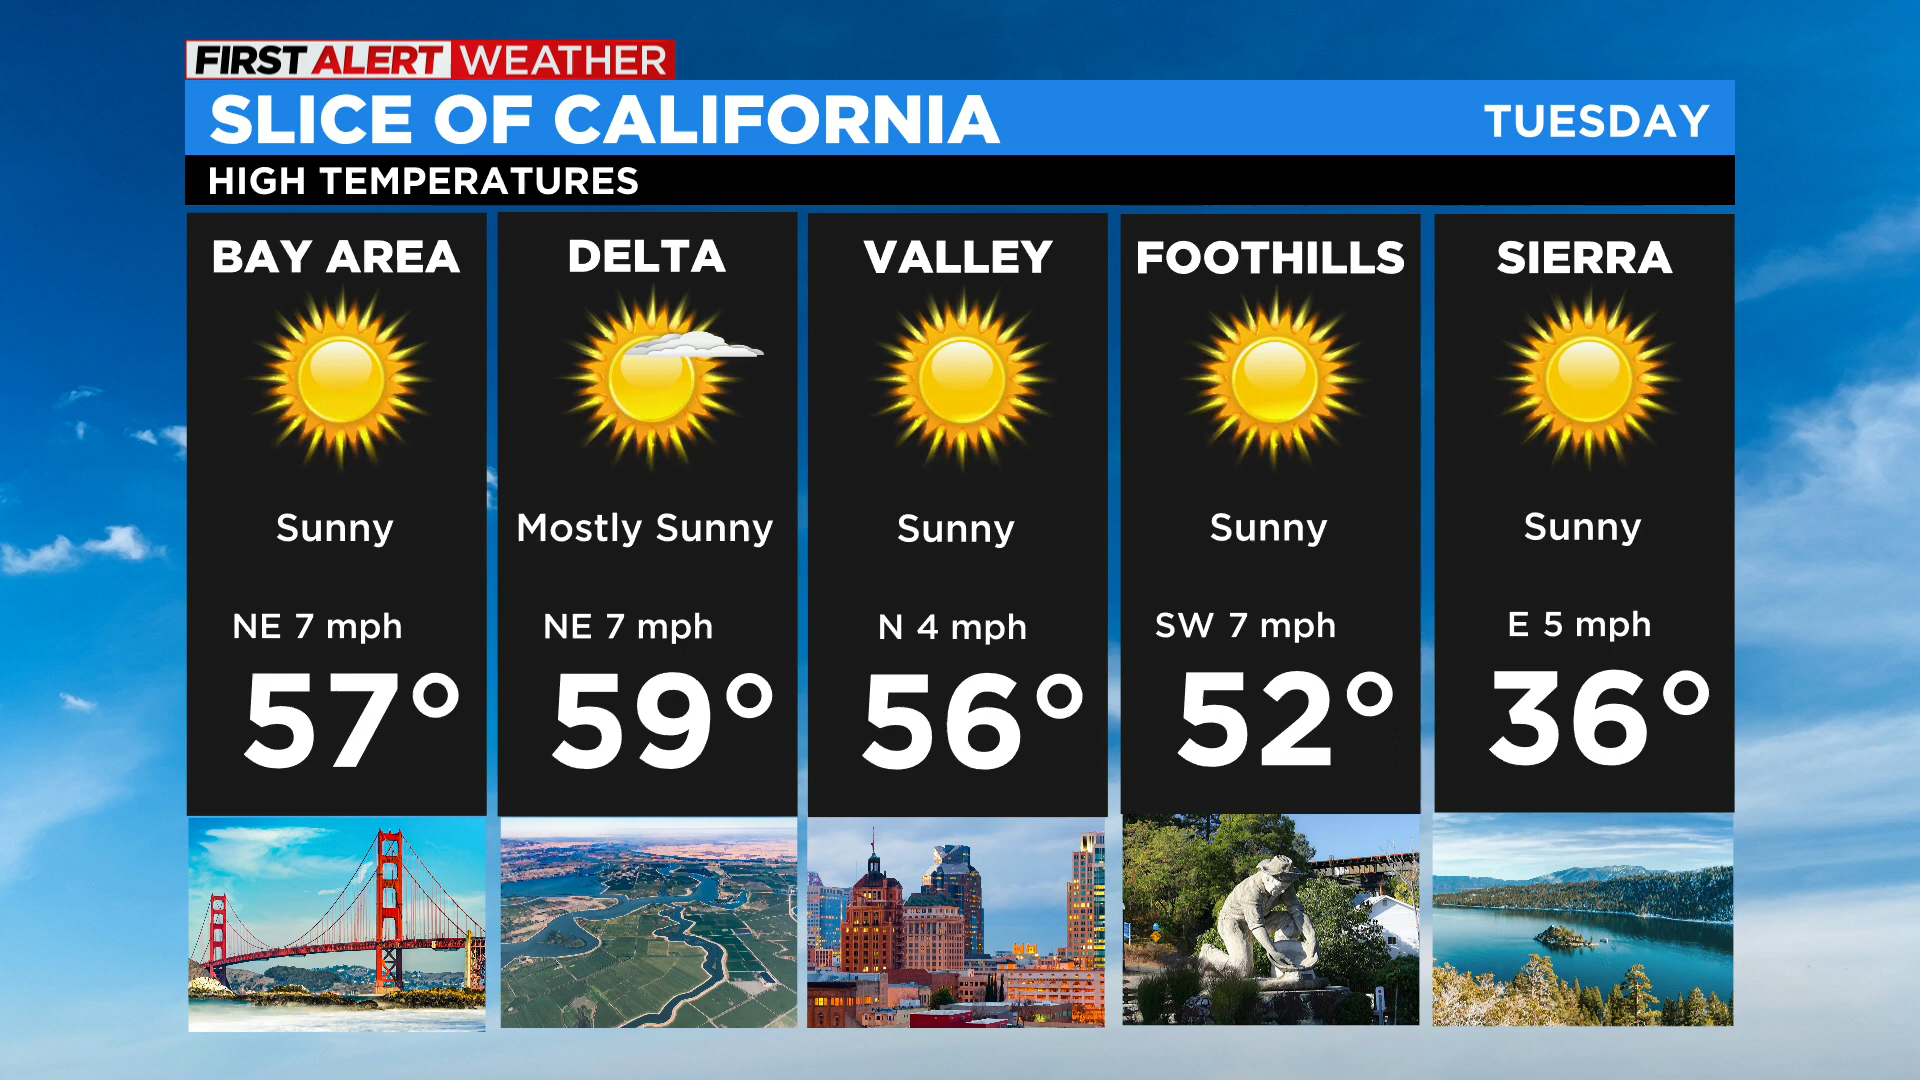 FIRST ALERT WEATHER
SLICE OF CALIFORNIA
TUESDAY
HIGH TEMPERATURES
BAY AREA
Sunny
NE 7 mph
57°
DELTA
Mostly Sunny
NE 7 mph
59°
VALLEY
Sunny
N 4 mph
56°
FOOTHILLS
Sunny
SW 7 mph
52°
SIERRA
Sunny
E 5 mph
36°